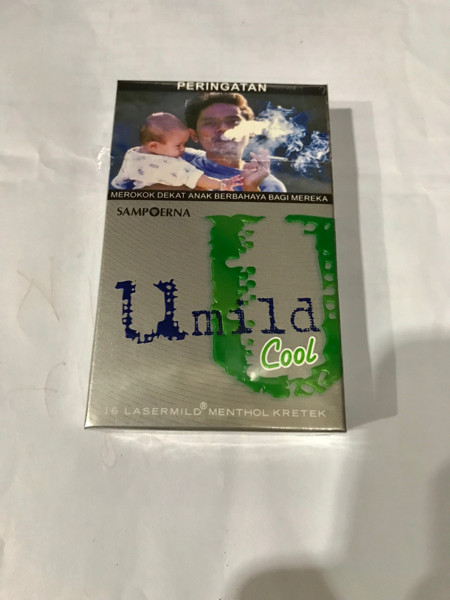 PERINGATAN
MEROKOK DEKAT ANAK BERBAHAYA BAGI MEREKA
SAMPOERNA
U
Umild
Cool
16 LASERMILD® MENTHOL KRETEK